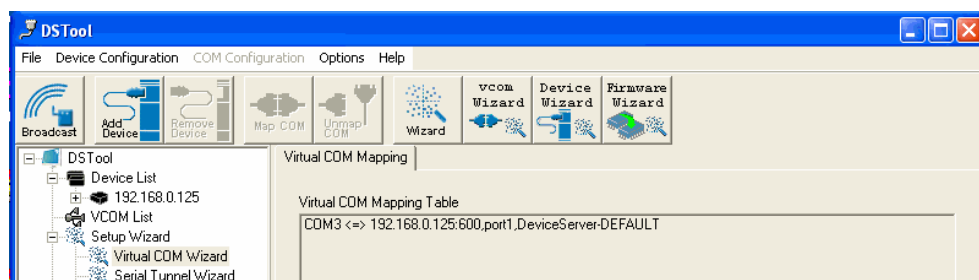 DSTool
File Device Configuration COM Configuration Options Help
Broadcast
Add Device
Remove Device
Map COM
Unmap COM
Wizard
vcom Wizard
Device Wizard
Firmware Wizard
DSTool
Device List
192.168.0.125
VCOM List
Setup Wizard
Virtual COM Wizard
Serial Tunnel Wizard
Virtual COM Mapping
Virtual COM Mapping Table
COM3 <=> 192.168.0.125:600,port1,DeviceServer-DEFAULT